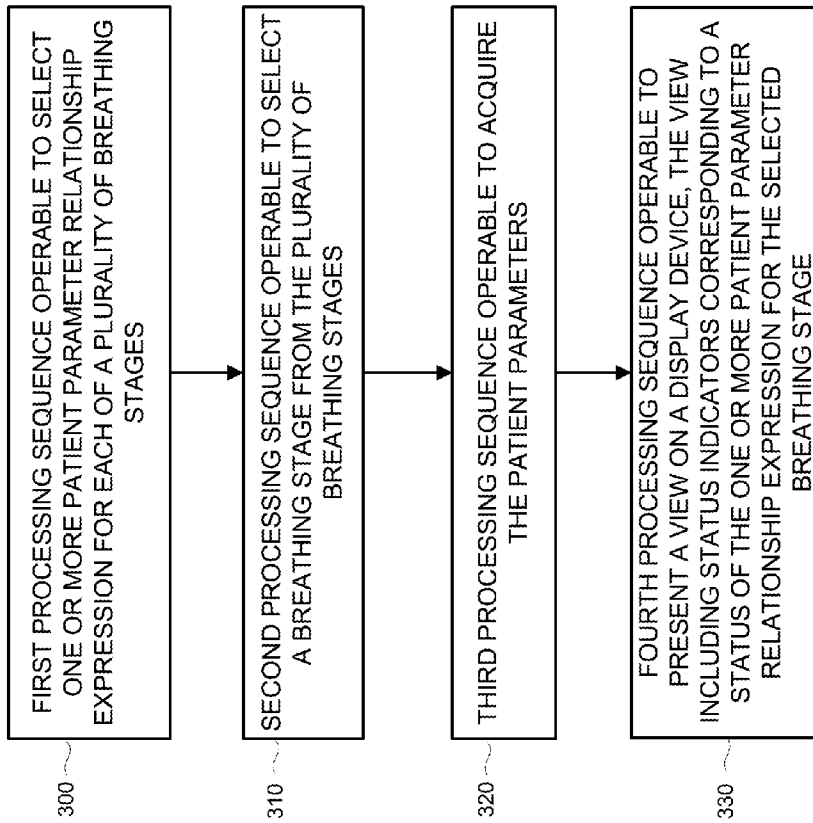 300
FIRST PROCESSING SEQUENCE OPERABLE TO SELECT
ONE OR MORE PATIENT PARAMETER RELATIONSHIP
EXPRESSION FOR EACH OF A PLURALITY OF BREATHING
STAGES
310
SECOND PROCESSING SEQUENCE OPERABLE TO SELECT
A BREATHING STAGE FROM THE PLURALITY OF
BREATHING STAGES
320
THIRD PROCESSING SEQUENCE OPERABLE TO ACQUIRE
THE PATIENT PARAMETERS
330
FOURTH PROCESSING SEQUENCE OPERABLE TO
PRESENT A VIEW ON A DISPLAY DEVICE, THE VIEW
INCLUDING STATUS INDICATORS CORRESPONDING TO A
STATUS OF THE ONE OR MORE PATIENT PARAMETER
RELATIONSHIP EXPRESSION FOR THE SELECTED
BREATHING STAGE